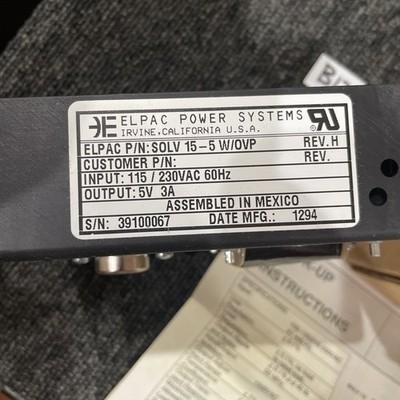 ELPAC POWER SYSTEMS
IRVINE, CALIFORNIA U.S.A.
ELPAC P/N: SOLV 15-5 W/OVP REV. H
CUSTOMER P/N: REV.
INPUT: 115 / 230VAC 60Hz
OUTPUT: 5V 3A
ASSEMBLED IN MEXICO
S/N: 39100067 DATE MFG.: 1294
INSTRUCTIONS